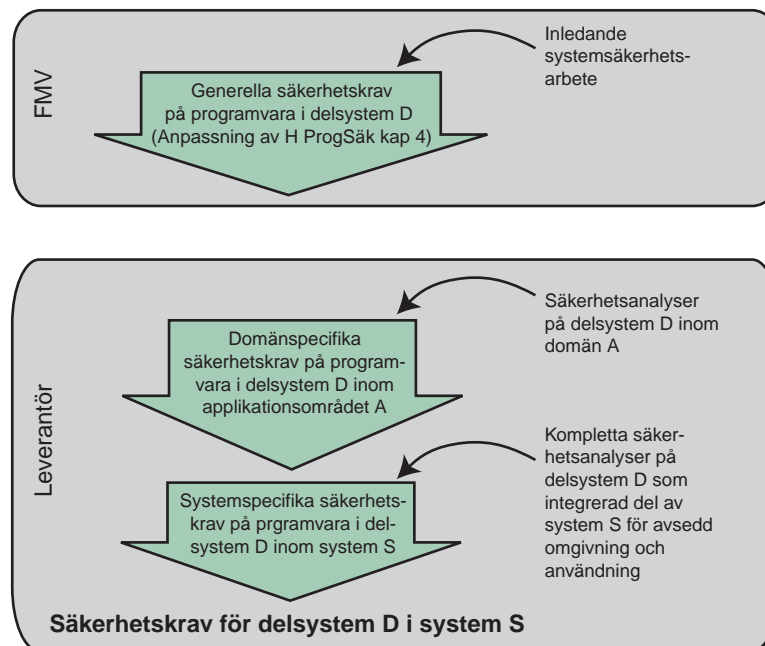 FMV
Generella säkerhetskrav
på programvara i delsystem D
(Anpassning av H ProgSäk kap 4)
Inledande
systemsäkerhets-
arbete
Leverantör
Domänspecifika
säkerhetskrav på program-
vara i delsystem D inom
applikationsområdet A
Säkerhetsanalyser
på delsystem D inom
domän A
Systemspecifika säkerhets-
krav på prgramvara i del-
system D inom system S
Kompletta säker-
hetsanalyser på
delsystem D som
integrerad del av
system S för avsedd
omgivning och
användning
Säkerhetskrav för delsystem D i system S